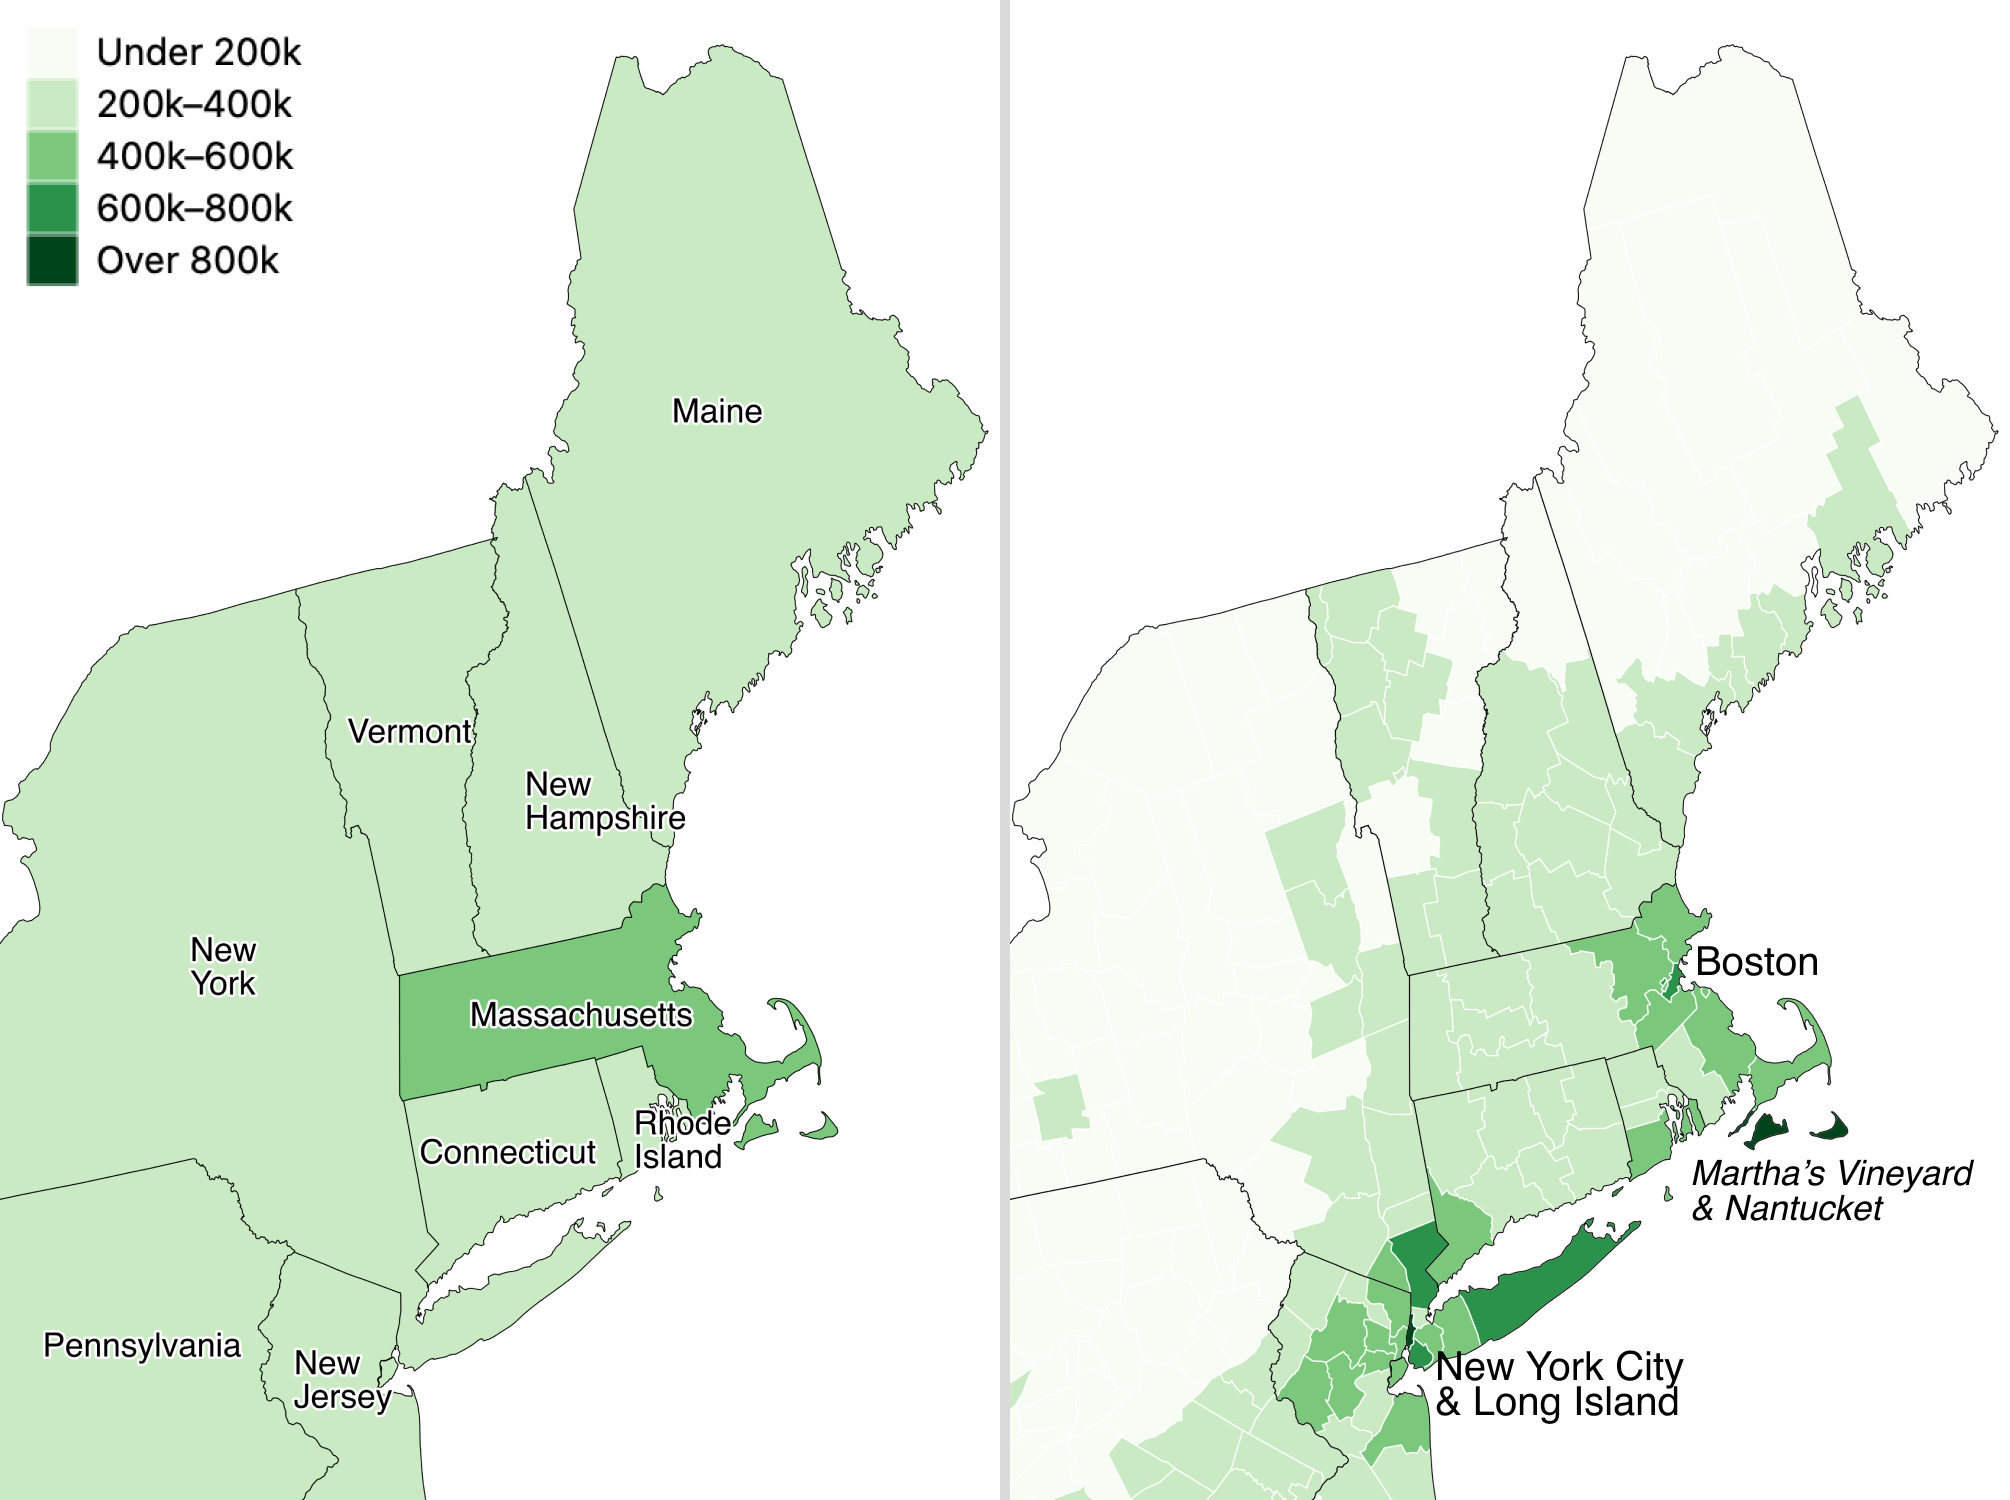 Under 200k
200k–400k
400k–600k
600k–800k
Over 800k
Maine
Vermont
New
Hampshire
New
York
Massachusetts
Rhode
Island
Connecticut
Pennsylvania
New
Jersey
Boston
Martha’s Vineyard
& Nantucket
New York City
& Long Island